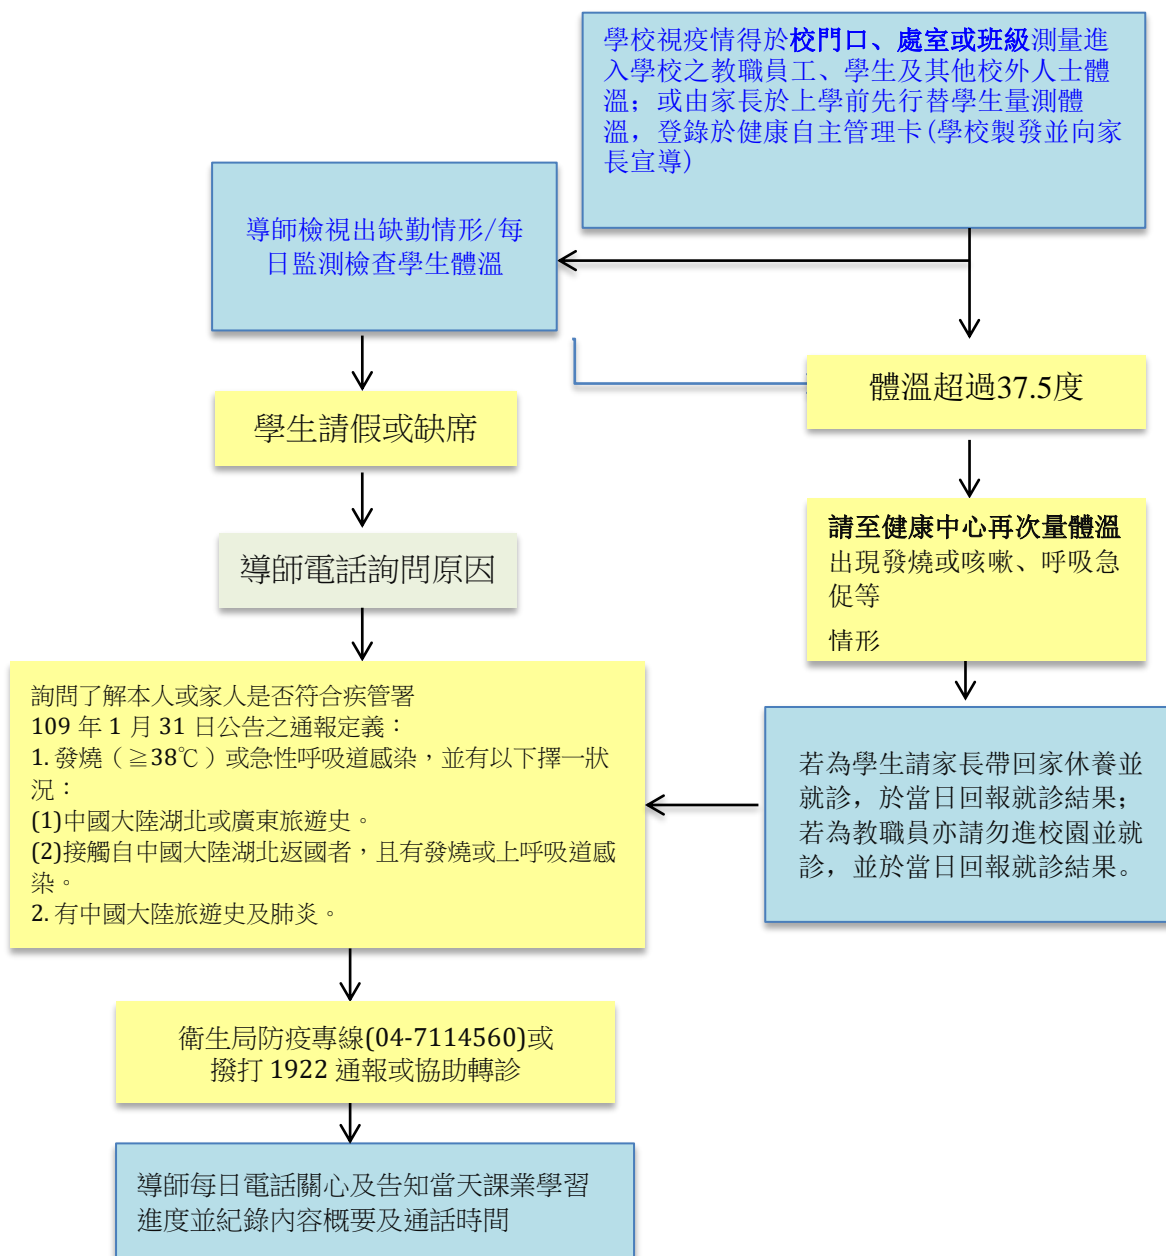 學校視疫情得於校門口、處室或班級測量進
入學校之教職員工、學生及其他校外人士體
溫；或由家長於上學前先行替學生量測體
溫，登錄於健康自主管理卡(學校製發並向家
長宣導)
導師檢視出缺勤情形/每
日監測檢查學生體溫
體溫超過37.5度
學生請假或缺席
請至健康中心再次量體溫
出現發燒或咳嗽、呼吸急
促等
情形
導師電話詢問原因
詢問了解本人或家人是否符合疾管署
109 年 1 月 31 日公告之通報定義：
1. 發燒（≧38℃）或急性呼吸道感染，並有以下擇一狀
況：
(1)中國大陸湖北或廣東旅遊史。
(2)接觸自中國大陸湖北返國者，且有發燒或上呼吸道感
染。
2. 有中國大陸旅遊史及肺炎。
若為學生請家長帶回家休養並
就診，於當日回報就診結果；
若為教職員亦請勿進校園並就
診，並於當日回報就診結果。
衛生局防疫專線(04-7114560)或
撥打 1922 通報或協助轉診
導師每日電話關心及告知當天課業學習
進度並紀錄內容概要及通話時間